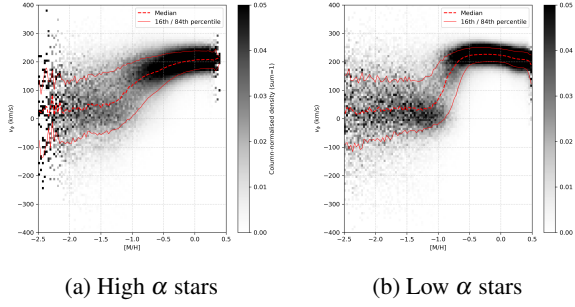 Median
16th / 84th percentile
400
300
200
100
0
−100
−200
−300
−400
vϕ (km/s)
−2.5 −2.0 −1.5 −1.0 −0.5 0.0 0.5
[M/H]
0.05
0.04
0.03
0.02
0.01
0.00
Column-normalised density (sum=1)
(a) High α stars
Median
16th / 84th percentile
400
300
200
100
0
−100
−200
−300
−400
vϕ (km/s)
−2.5 −2.0 −1.5 −1.0 −0.5 0.0 0.5
[M/H]
0.05
0.04
0.03
0.02
0.01
0.00
(b) Low α stars